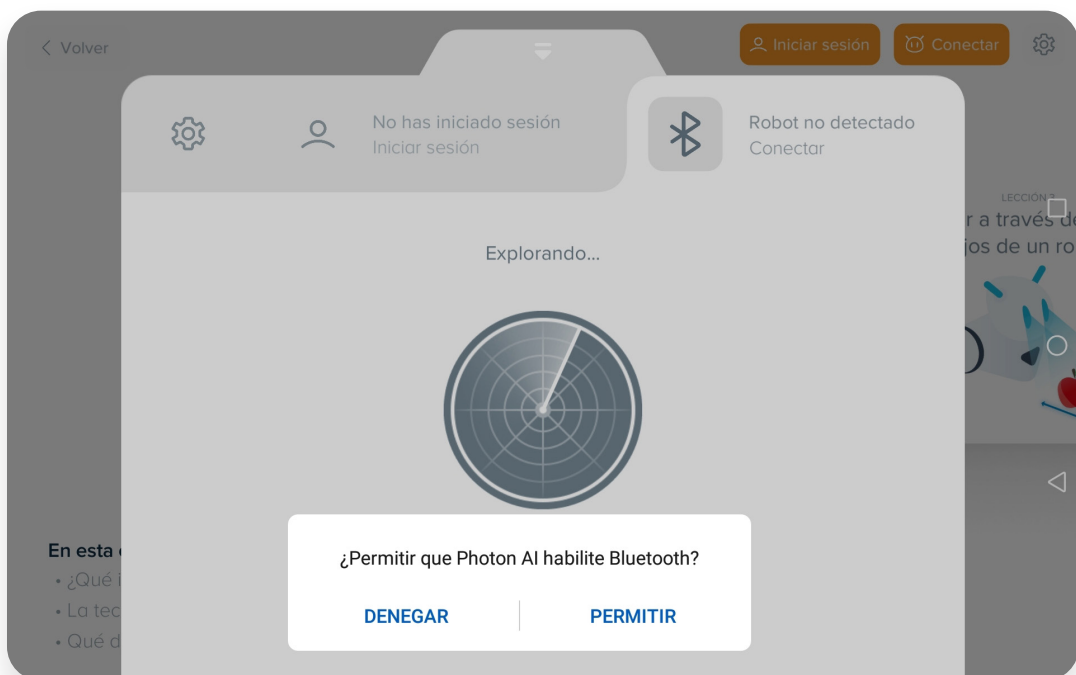 Volver
Iniciar sesión
Conectar
No has iniciado sesión
Iniciar sesión
Robot no detectado
Conectar
LECCIÓN
r a través de
jos de un ro
Explorando...
¿Permitir que Photon AI habilite Bluetooth?
DENEGAR
PERMITIR
En esta
• ¿Qué i
• La tec
• Qué d